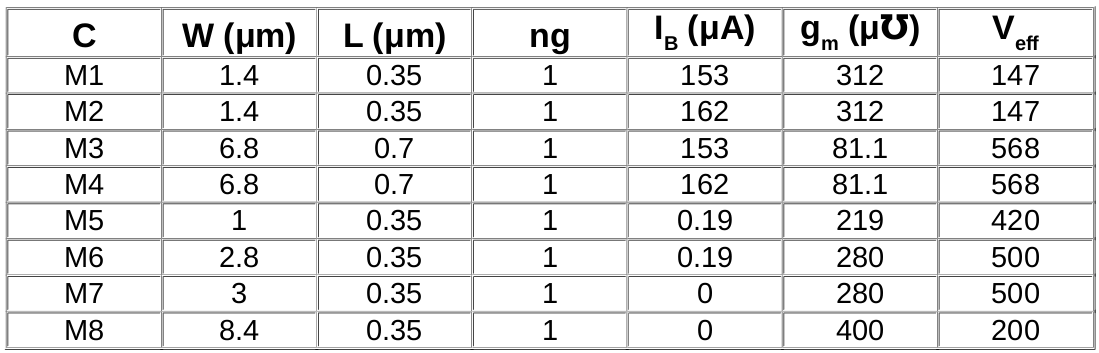 C W (μm) L (μm) ng I_B (μA) g_m (μ℧) V_eff
M1 1.4 0.35 1 153 312 147
M2 1.4 0.35 1 162 312 147
M3 6.8 0.7 1 153 81.1 568
M4 6.8 0.7 1 162 81.1 568
M5 1 0.35 1 0.19 219 420
M6 2.8 0.35 1 0.19 280 500
M7 3 0.35 1 0 280 500
M8 8.4 0.35 1 0 400 200